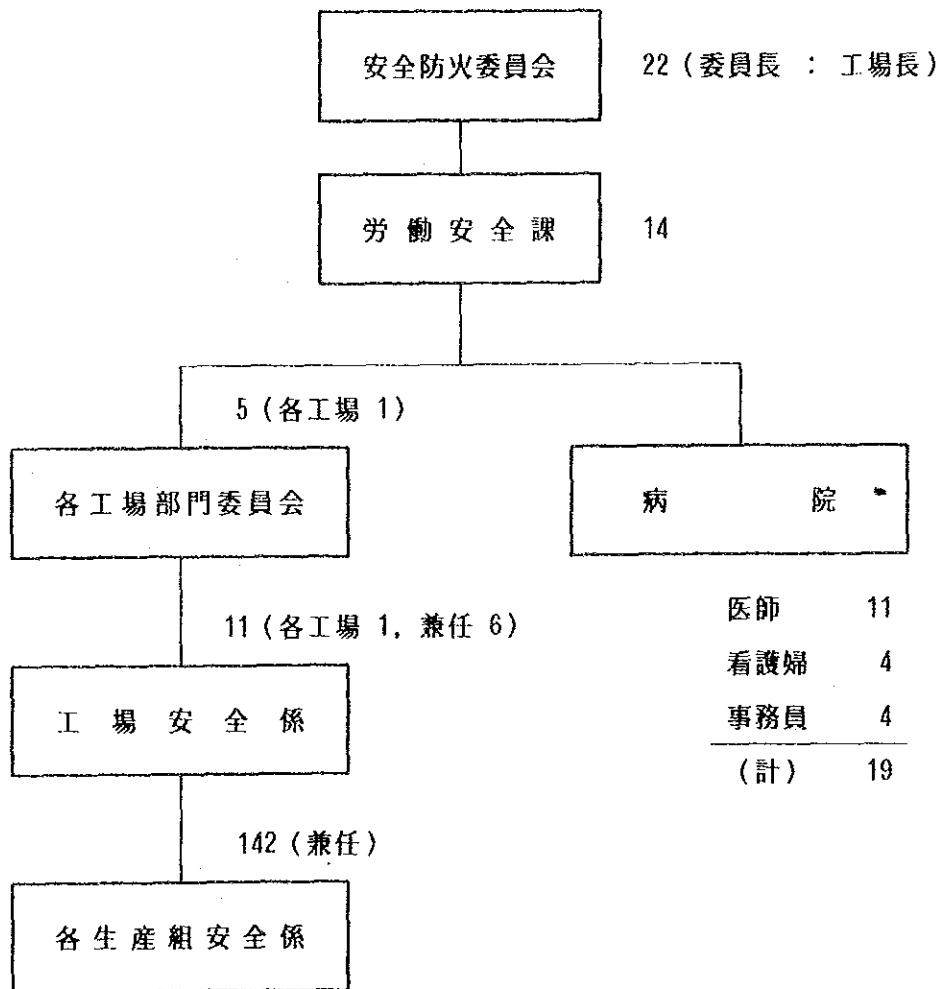 安全防火委員会 22(委員長 : 工場長)
労働安全課 14
5(各工場 1)
各工場部門委員会
病院
11(各工場 1, 兼任 6)
医師 11
看護婦 4
工場安全係
事務員 4
(計) 19
142(兼任)
各生産組安全係